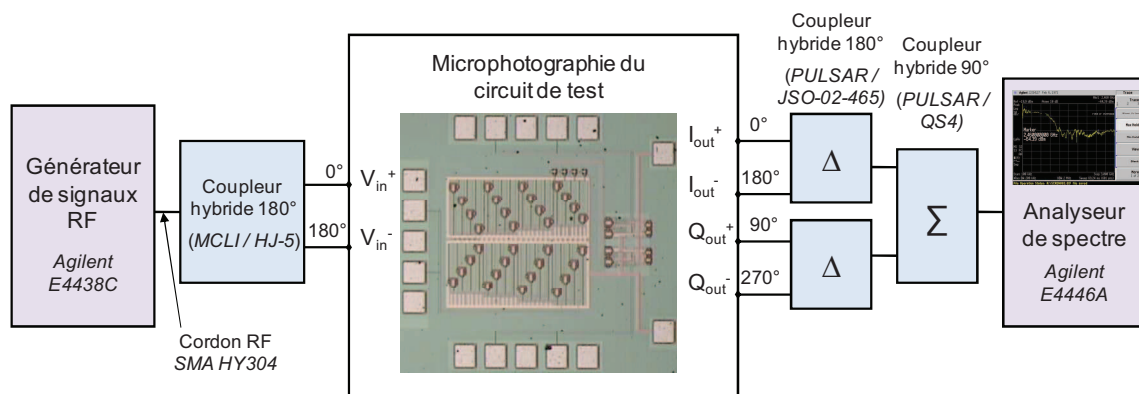 Générateur
de signaux
RF
Agilent
E4438C
Cordon RF
SMA HY304
Coupleur
hybride 180°
(MCLI / HJ-5)
0°
180°
Microphotographie du
circuit de test
Vin+
Vin-
Iout+
Iout-
Qout+
Qout-
0°
180°
90°
270°
Coupleur
hybride 180°
(PULSAR /
JSO-02-465)
Δ
Δ
Coupleur
hybride 90°
(PULSAR /
QS4)
Σ
Marker
Analyseur
de spectre
Agilent
E4446A